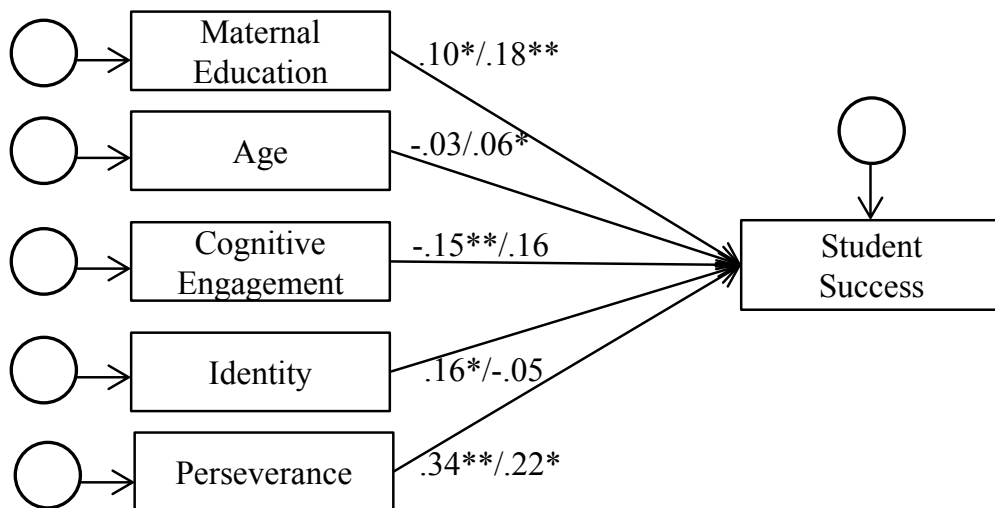 Maternal
Education
.10*/.18**
Age
-.03/.06*
Cognitive
Engagement
-.15**/.16
Student
Success
Identity
.16*/-.05
Perseverance
.34**/.22*